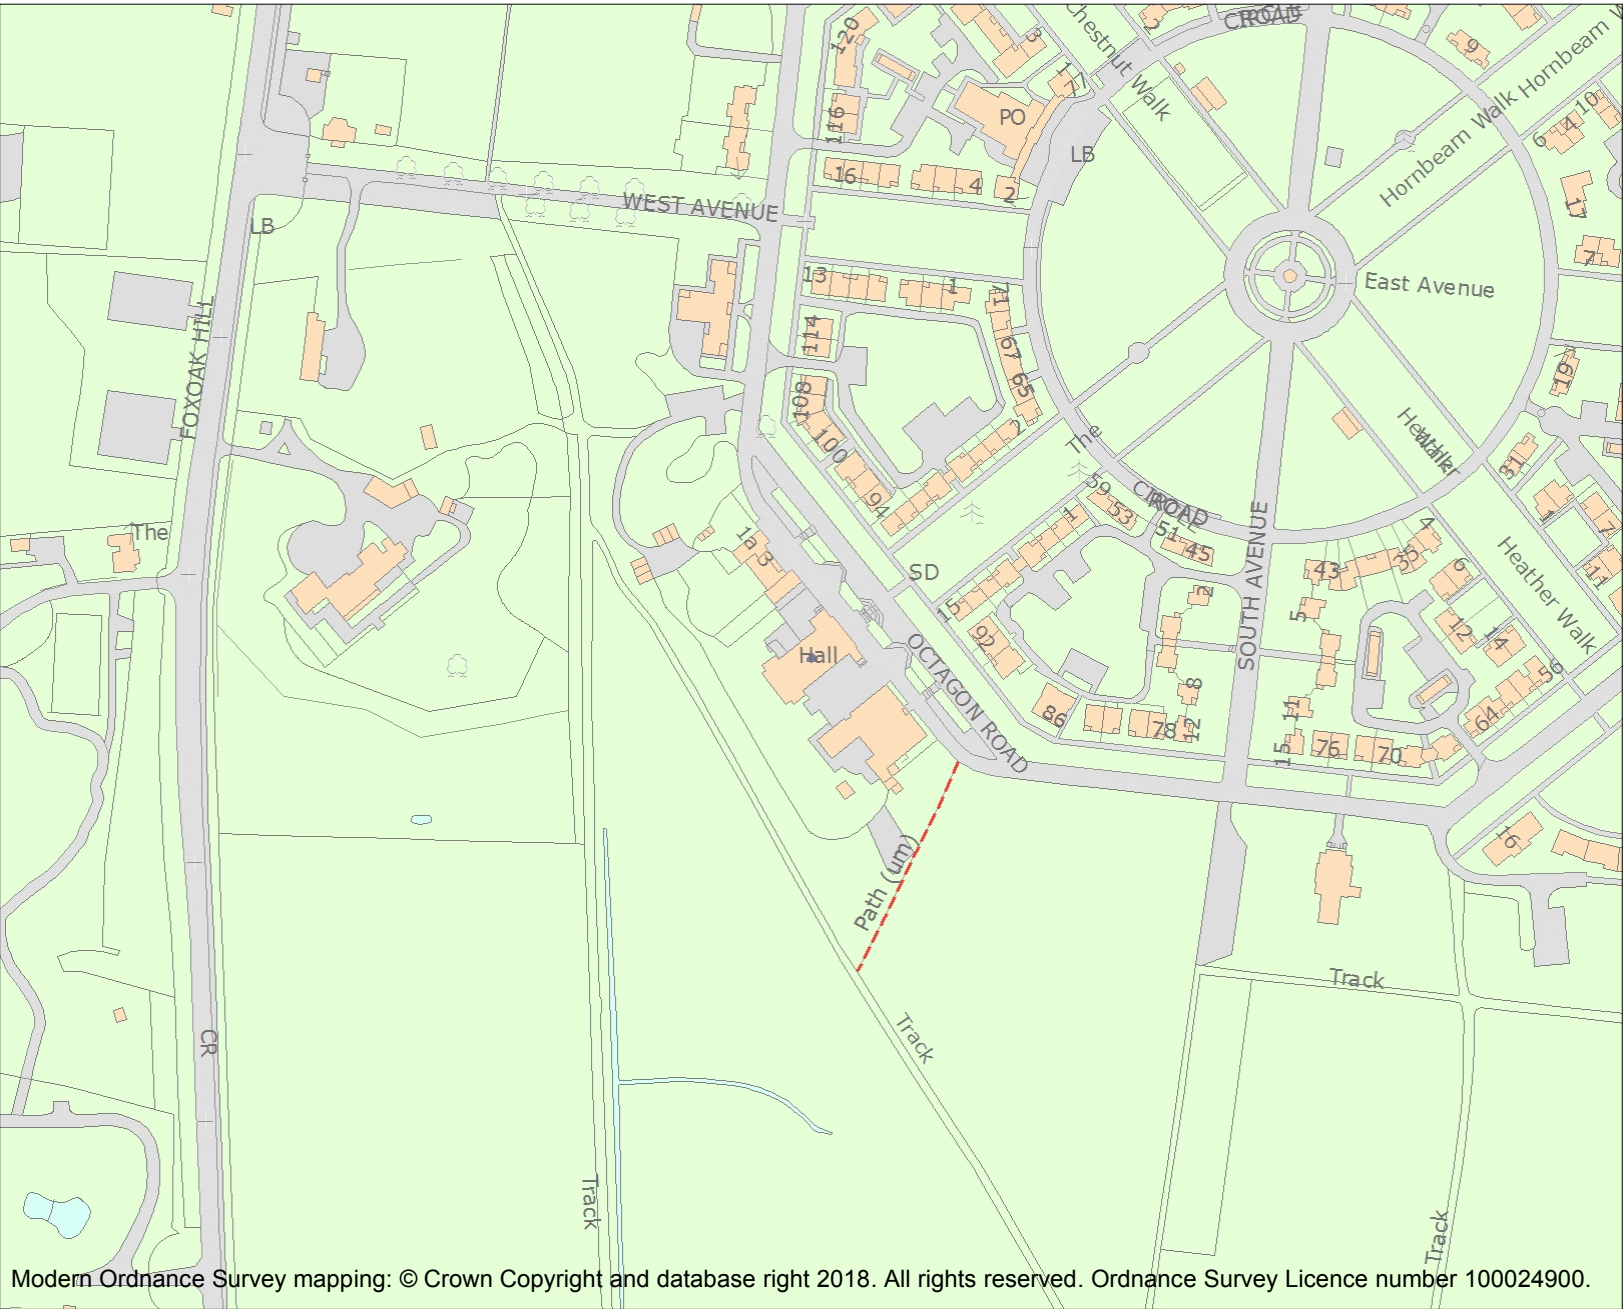 120
3
2
CIRCLE
ROAD
9
Chestnut Walk
17
77
Hornbeam Walk
Hornbeam W
PO
116
LB
10
4
6
16
4
2
WEST AVENUE
LB
17
7
13
1
71
East Avenue
FOXOAK HILL
114
67
65
19
108
100
2
The
Heather
Walk
94
59
53
CIRCLE
ROAD
31
1
7
The
1a
3
1
51
45
SOUTH AVENUE
4
35
43
6
11
Heather Walk
SD
15
2
5
92
12
14
Hall
OCTAGON ROAD
8
56
86
78
12
11
64
15
76
70
16
Path (um)
Track
Track
CR
Track
Track
Modern Ordnance Survey mapping: © Crown Copyright and database right 2018. All rights reserved. Ordnance Survey Licence number 100024900.